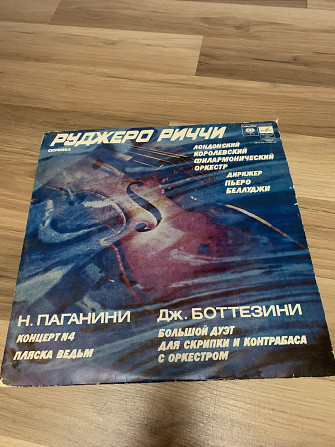 РУДЖЕРО РИЧЧИ
СКРИПКА
ЛОНДОНСКИЙ
КОРОЛЕВСКИЙ
ФИЛАРМОНИЧЕСКИЙ
ОРКЕСТР
ДИРИЖЕР
ПЬЕРО
БЕЛЛУДЖИ
Н. ПАГАНИНИ
КОНЦЕРТ N4
ПЛЯСКА ВЕДЬМ
ДЖ. БОТТЕЗИНИ
БОЛЬШОЙ ДУЭТ
ДЛЯ СКРИПКИ И КОНТРАБАСА
С ОРКЕСТРОМ